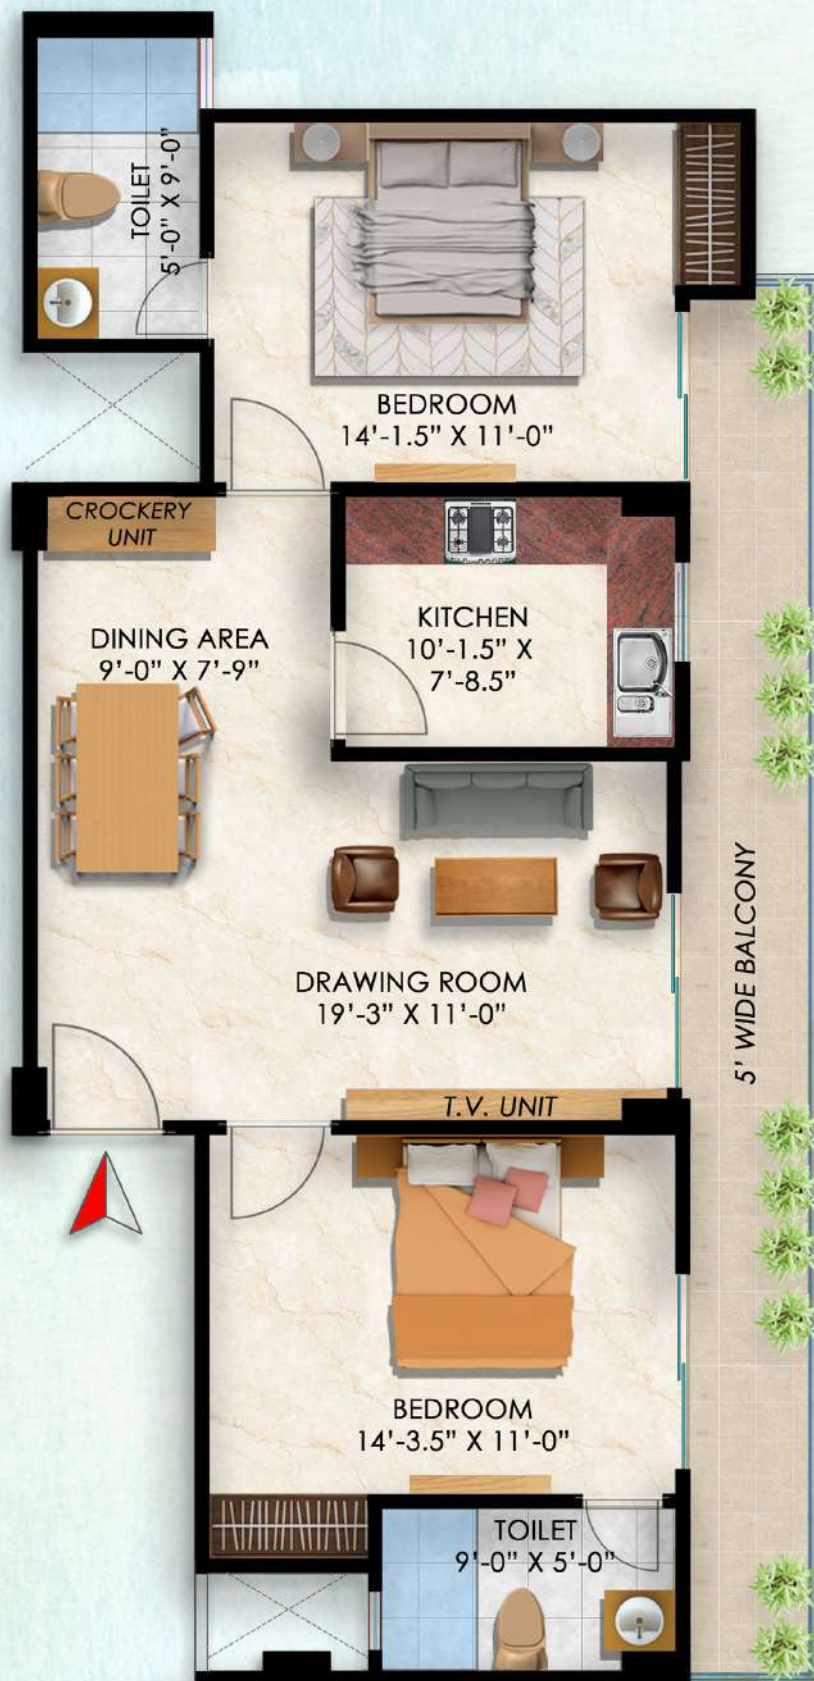 TOILET
5'-0" X 9'-0"
BEDROOM
14'-1.5" X 11'-0"
CROCKERY
UNIT
KITCHEN
10'-1.5" X
7'-8.5"
DINING AREA
9'-0" X 7'-9"
DRAWING ROOM
19'-3" X 11'-0"
5' WIDE BALCONY
T.V. UNIT
BEDROOM
14'-3.5" X 11'-0"
TOILET
9'-0" X 5'-0"